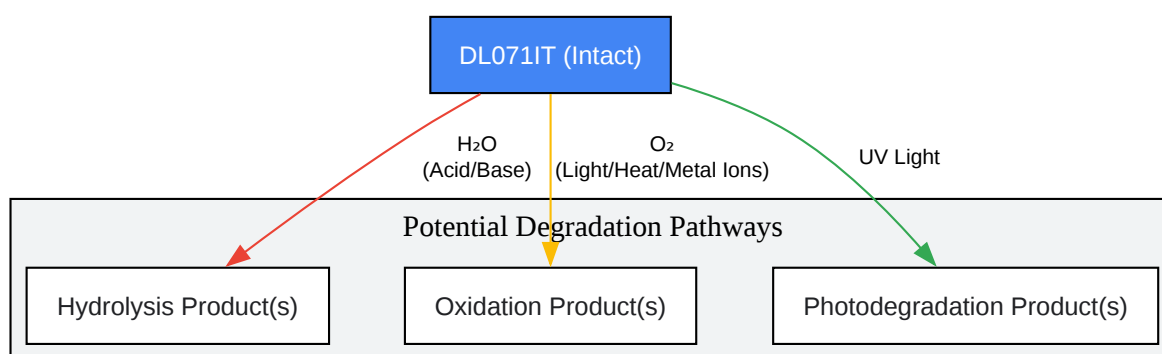 DL071IT (Intact)
H₂O
(Acid/Base)
O₂
(Light/Heat/Metal Ions)
UV Light
Potential Degradation Pathways
Hydrolysis Product(s)
Oxidation Product(s)
Photodegradation Product(s)